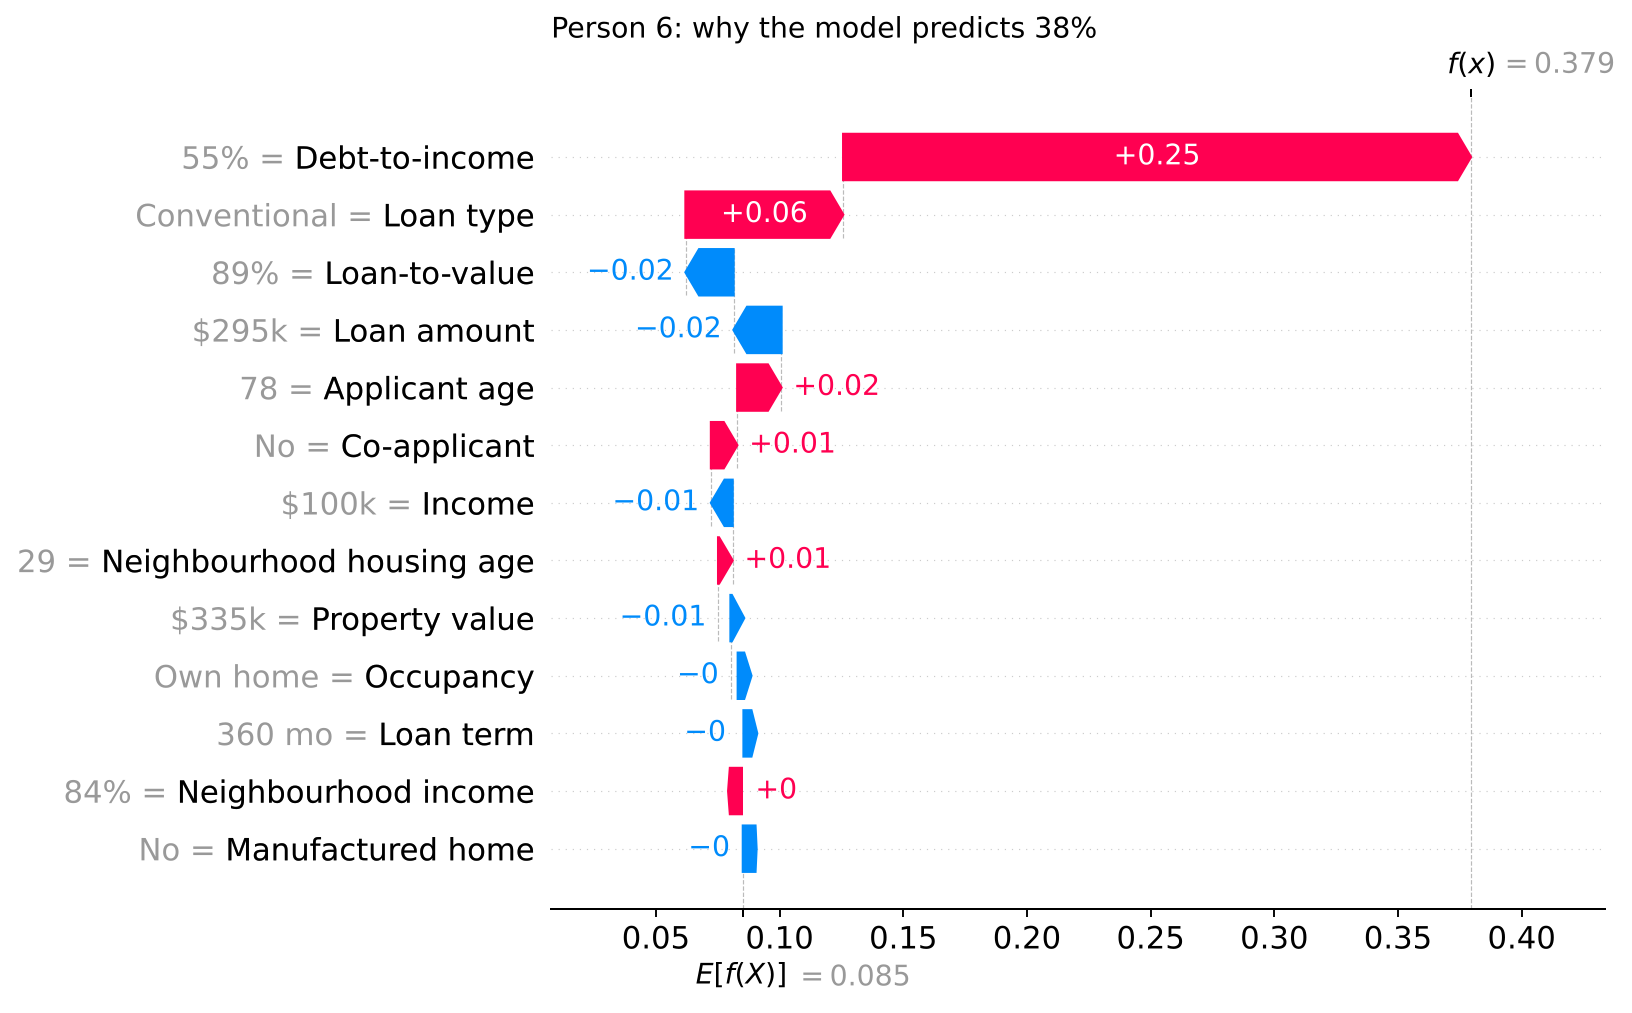 Person 6: why the model predicts 38%
f(x) = 0.379
55% = Debt-to-income +0.25
Conventional = Loan type +0.06
89% = Loan-to-value −0.02
$295k = Loan amount −0.02
78 = Applicant age +0.02
No = Co-applicant +0.01
$100k = Income −0.01
29 = Neighbourhood housing age +0.01
$335k = Property value −0.01
Own home = Occupancy −0
360 mo = Loan term −0
84% = Neighbourhood income +0
No = Manufactured home −0
0.05 0.10 0.15 0.20 0.25 0.30 0.35 0.40
E[f(X)] = 0.085